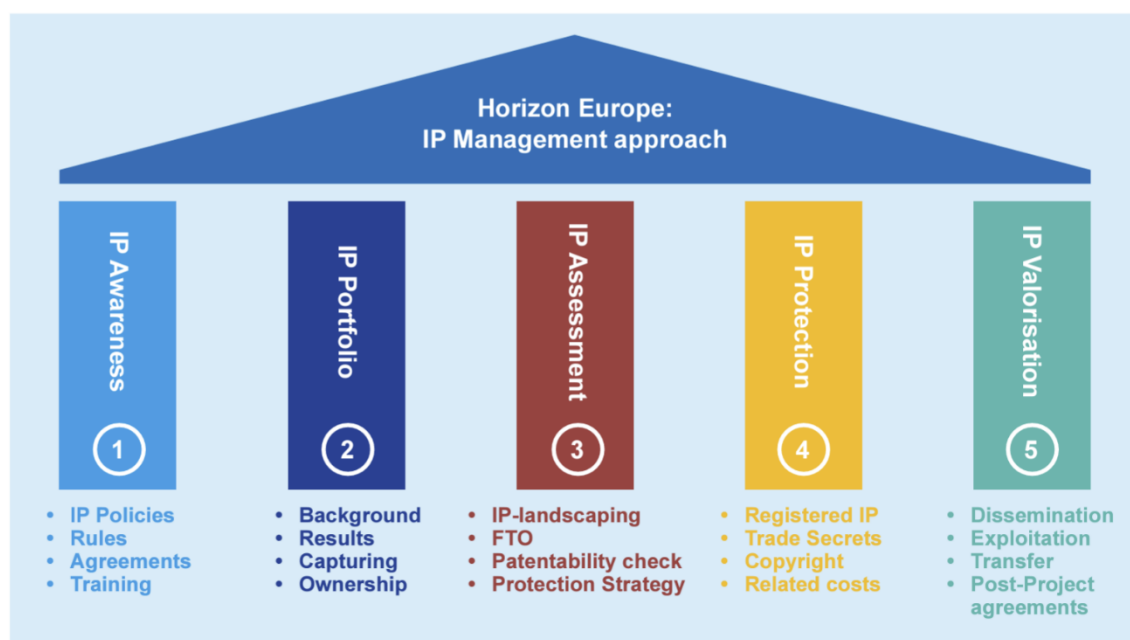 Horizon Europe:
IP Management approach
IP Awareness
1
• IP Policies
• Rules
• Agreements
• Training
IP Portfolio
2
• Background
• Results
• Capturing
• Ownership
IP Assessment
3
• IP-landscaping
• FTO
• Patentability check
• Protection Strategy
IP Protection
4
• Registered IP
• Trade Secrets
• Copyright
• Related costs
IP Valorisation
5
• Dissemination
• Exploitation
• Transfer
• Post-Project
agreements